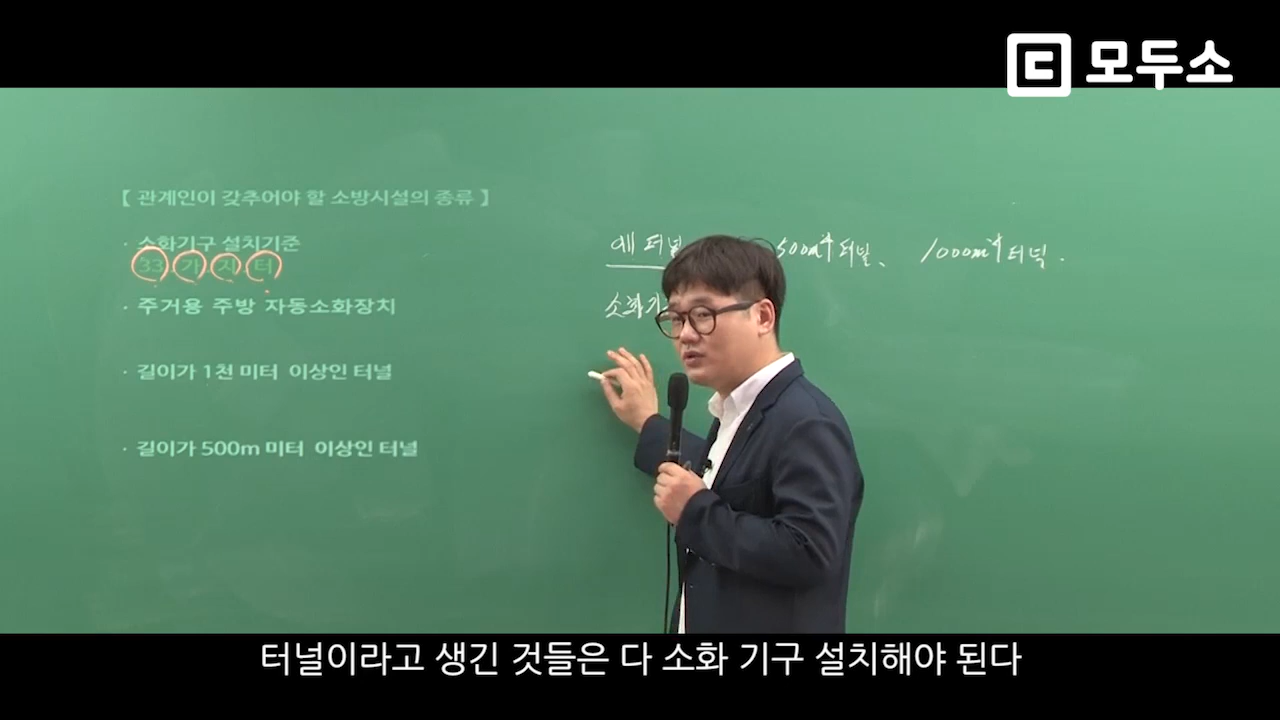 모두소
【 관계인이 갖추어야 할 소방시설의 종류 】
· 소화기구 설치기준
33 가 지 터
· 주거용 주방 자동소화장치
· 길이가 1천 미터 이상인 터널
· 길이가 500m 미터 이상인 터널
터널 500m↑ 터널、 1000m↑ 터널.
소화기
터널이라고 생긴 것들은 다 소화 기구 설치해야 된다